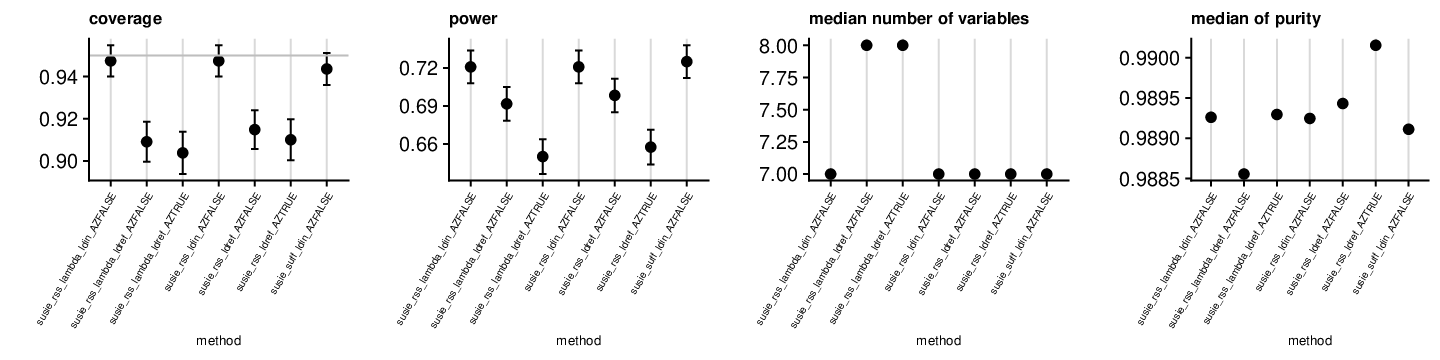 coverage
0.94
0.92
0.90
susie_rss_lambda_ldin_AZFALSE
susie_rss_lambda_ldref_AZFALSE
susie_rss_lambda_ldref_AZTRUE
susie_rss_ldin_AZFALSE
susie_rss_ldref_AZFALSE
susie_rss_ldref_AZTRUE
susie_suff_ldin_AZFALSE
method
power
0.72
0.69
0.66
susie_rss_lambda_ldin_AZFALSE
susie_rss_lambda_ldref_AZFALSE
susie_rss_lambda_ldref_AZTRUE
susie_rss_ldin_AZFALSE
susie_rss_ldref_AZFALSE
susie_rss_ldref_AZTRUE
susie_suff_ldin_AZFALSE
method
median number of variables
8.00
7.75
7.50
7.25
7.00
susie_rss_lambda_ldin_AZFALSE
susie_rss_lambda_ldref_AZFALSE
susie_rss_lambda_ldref_AZTRUE
susie_rss_ldin_AZFALSE
susie_rss_ldref_AZFALSE
susie_rss_ldref_AZTRUE
susie_suff_ldin_AZFALSE
method
median of purity
0.9900
0.9895
0.9890
0.9885
susie_rss_lambda_ldin_AZFALSE
susie_rss_lambda_ldref_AZFALSE
susie_rss_lambda_ldref_AZTRUE
susie_rss_ldin_AZFALSE
susie_rss_ldref_AZFALSE
susie_rss_ldref_AZTRUE
susie_suff_ldin_AZFALSE
method